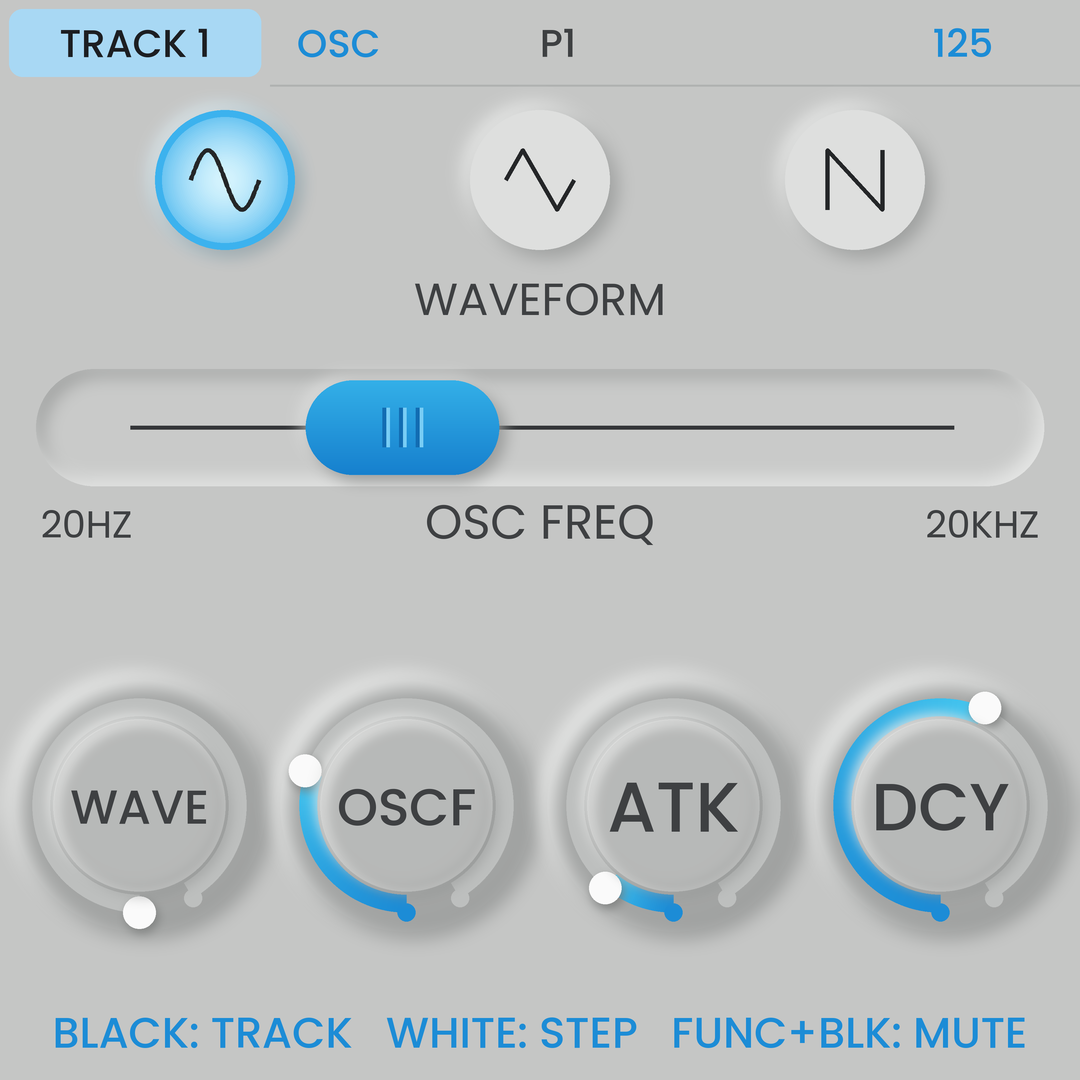 TRACK 1 OSC P1 125
WAVEFORM
20HZ OSC FREQ 20KHZ
WAVE OSCF ATK DCY
BLACK: TRACK WHITE: STEP FUNC+BLK: MUTE